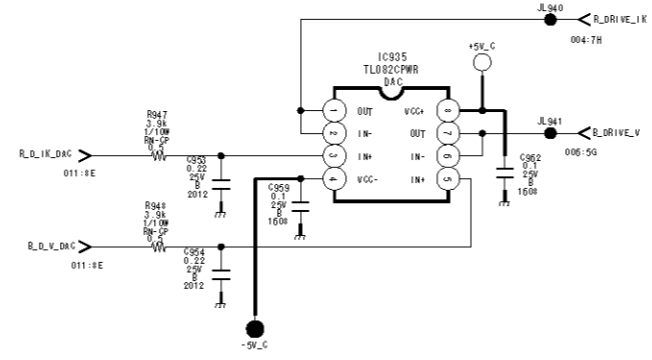 JL940
R_DRIVE_IK
004:7H
+5V_C
IC935
TL082CPWR
DAC
1
OUT
VCC+
8
2
IN-
OUT
7
3
IN+
IN-
6
4
VCC-
IN+
5
JL941
B_DRIVE_V
006:5G
R947
3.9k
1/10W
RN-CP
0.5
R_D_IK_DAC
011:8E
C953
0.22
25V
B
2012
C959
0.1
25V
B
1608
C962
0.1
25V
B
1608
R948
3.9k
1/10W
RN-CP
0.5
B_D_V_DAC
011:8E
C954
0.22
25V
B
2012
-5V_C